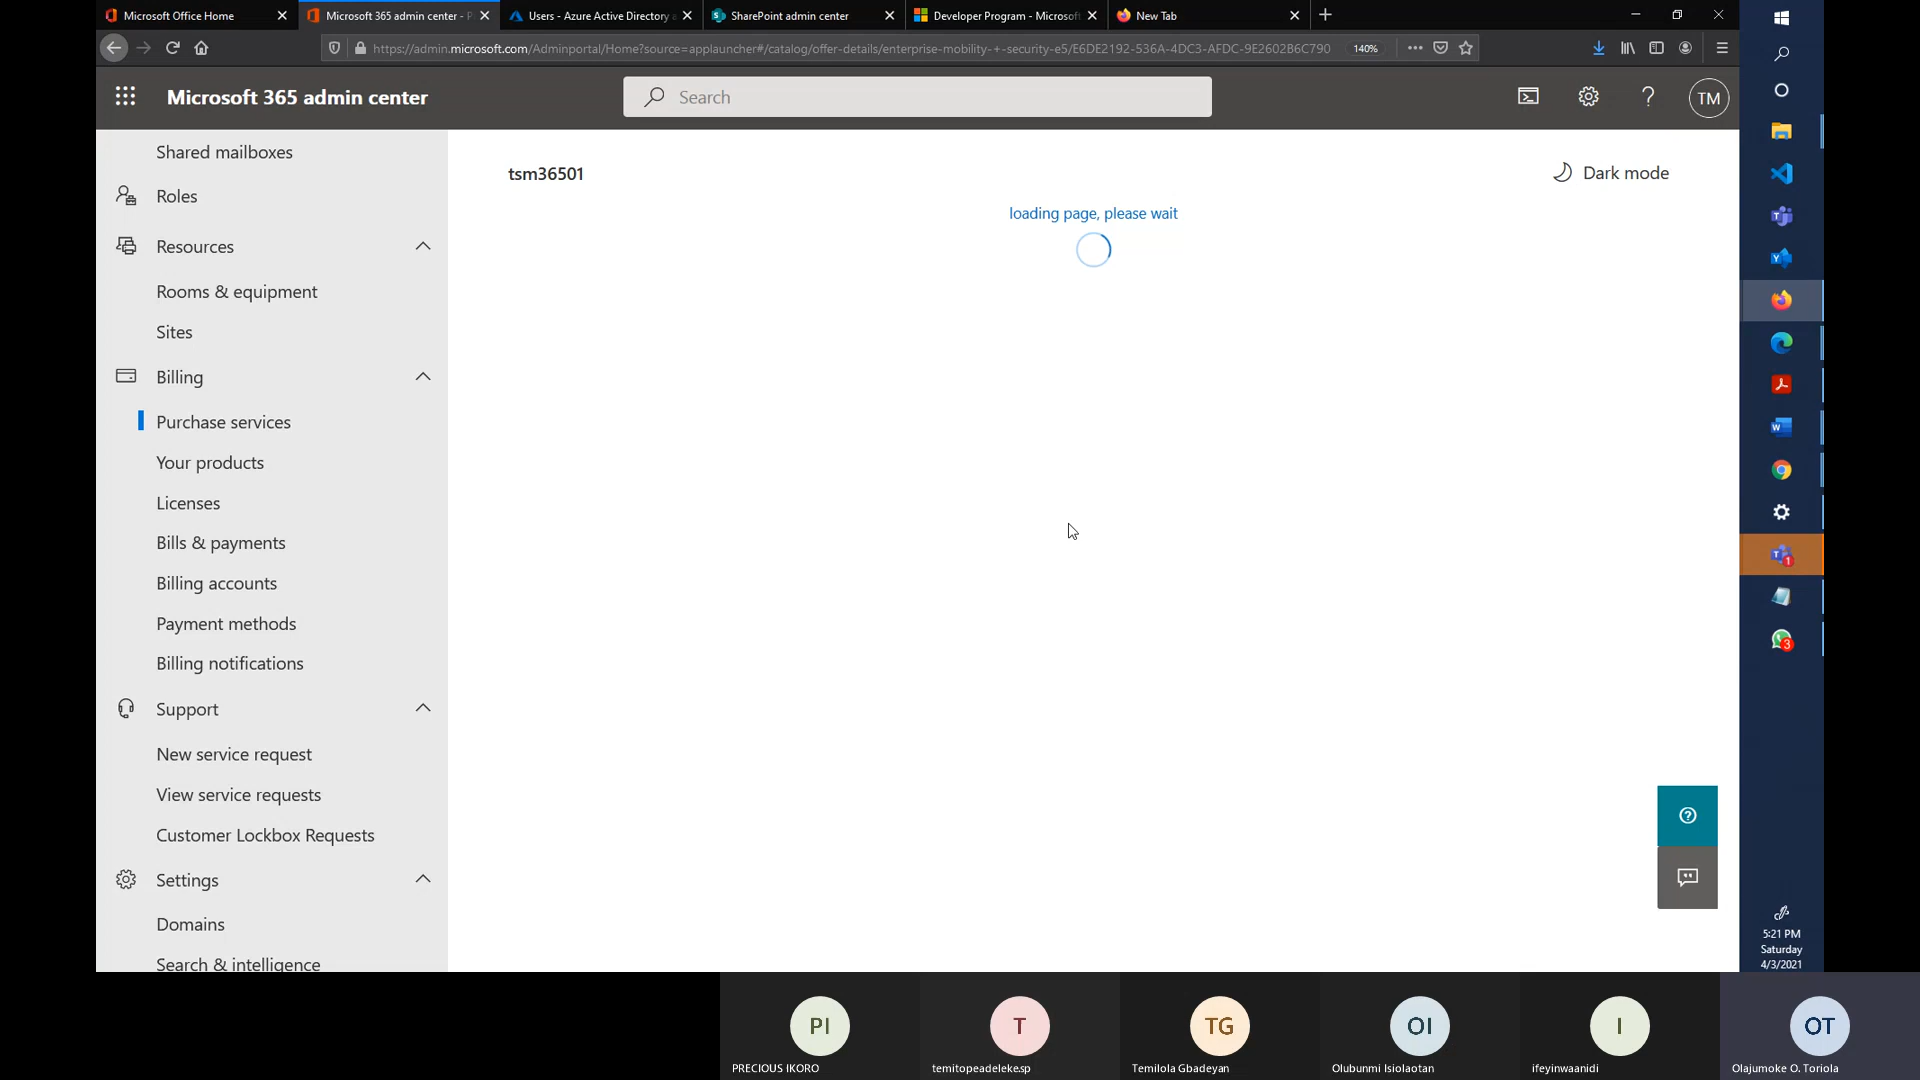 Microsoft Office Home
Microsoft 365 admin center - P
Users - Azure Active Directory a
SharePoint admin center
Developer Program - Microsoft
New Tab
https://admin.microsoft.com/Adminportal/Home?source=applauncher#/catalog/offer-details/enterprise-mobility-+-security-e5/E6DE2192-536A-4DC3-AFDC-9E2602B6C790
140%
Microsoft 365 admin center
Search
TM
Shared mailboxes
Roles
Resources
Rooms & equipment
Sites
Billing
Purchase services
Your products
Licenses
Bills & payments
Billing accounts
Payment methods
Billing notifications
Support
New service request
View service requests
Customer Lockbox Requests
Settings
Domains
Search & intelligence
tsm36501
Dark mode
loading page, please wait
1
3
5:21 PM
Saturday
4/3/2021
PI
PRECIOUS IKORO
T
temitopeadeleke.sp
TG
Temilola Gbadeyan
OI
Olubunmi Isiolaotan
I
ifeyinwaanidi
OT
Olajumoke O. Toriola